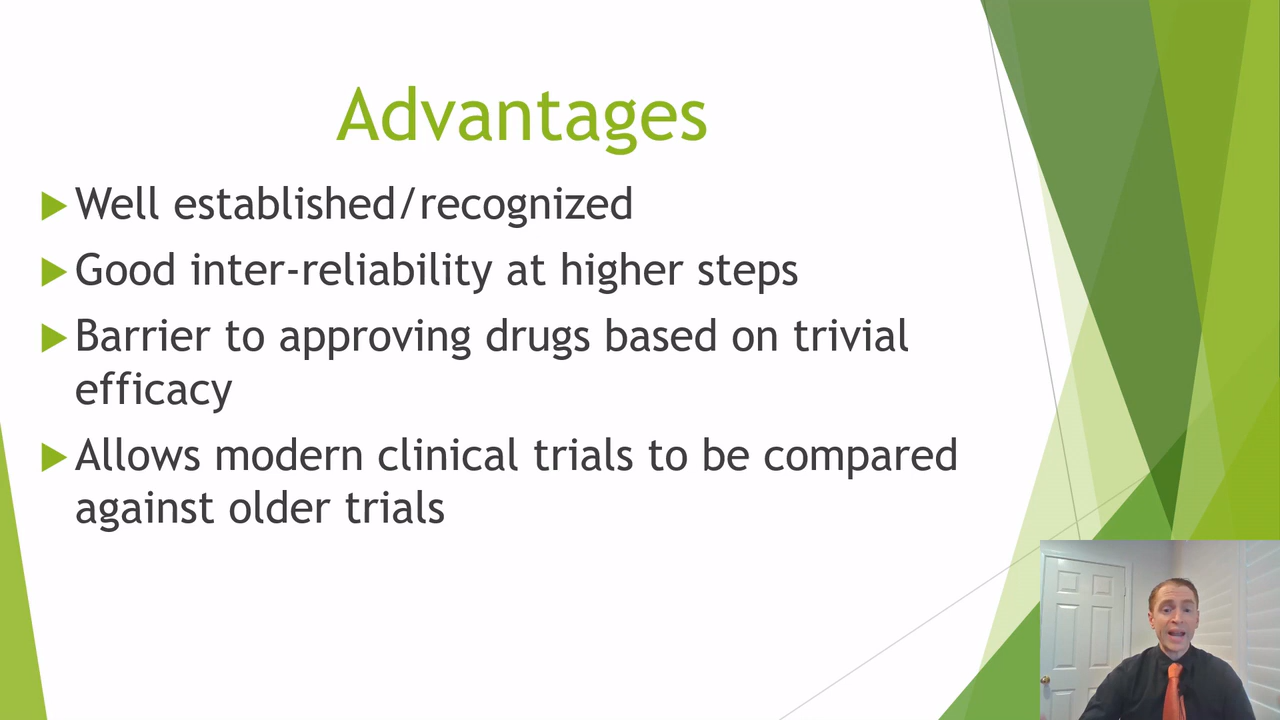 Advantages
Well established/recognized
Good inter-reliability at higher steps
Barrier to approving drugs based on trivial
efficacy
Allows modern clinical trials to be compared
against older trials